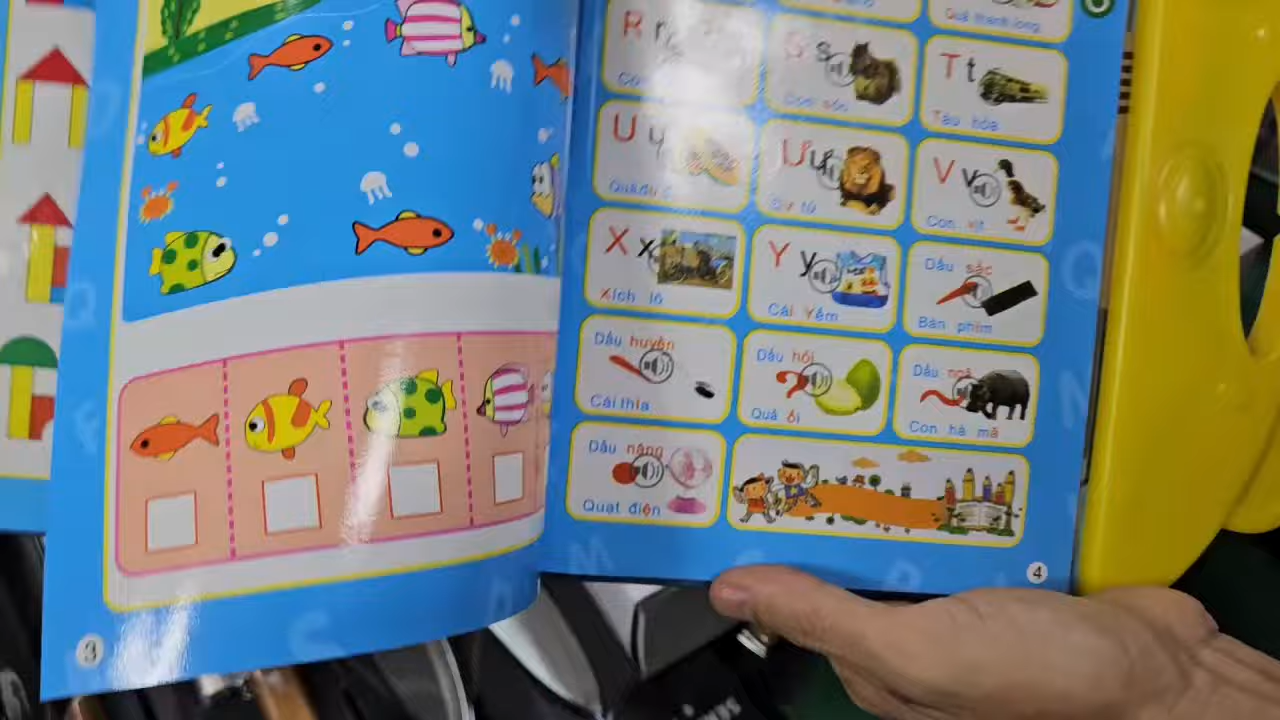 Quả thanh long
R r
S s
Con sóc
T t
Tàu hỏa
U u
Ư ư
Sư tử
V v
Con vịt
X x
Xích lô
Y y
Cái Yếm
Dấu sắc
Bàn phím
Dấu huyền
Cái thìa
Dấu hỏi
Quả ổi
Dấu ngã
Con hà mã
Dấu nặng
Quạt điện
3
4